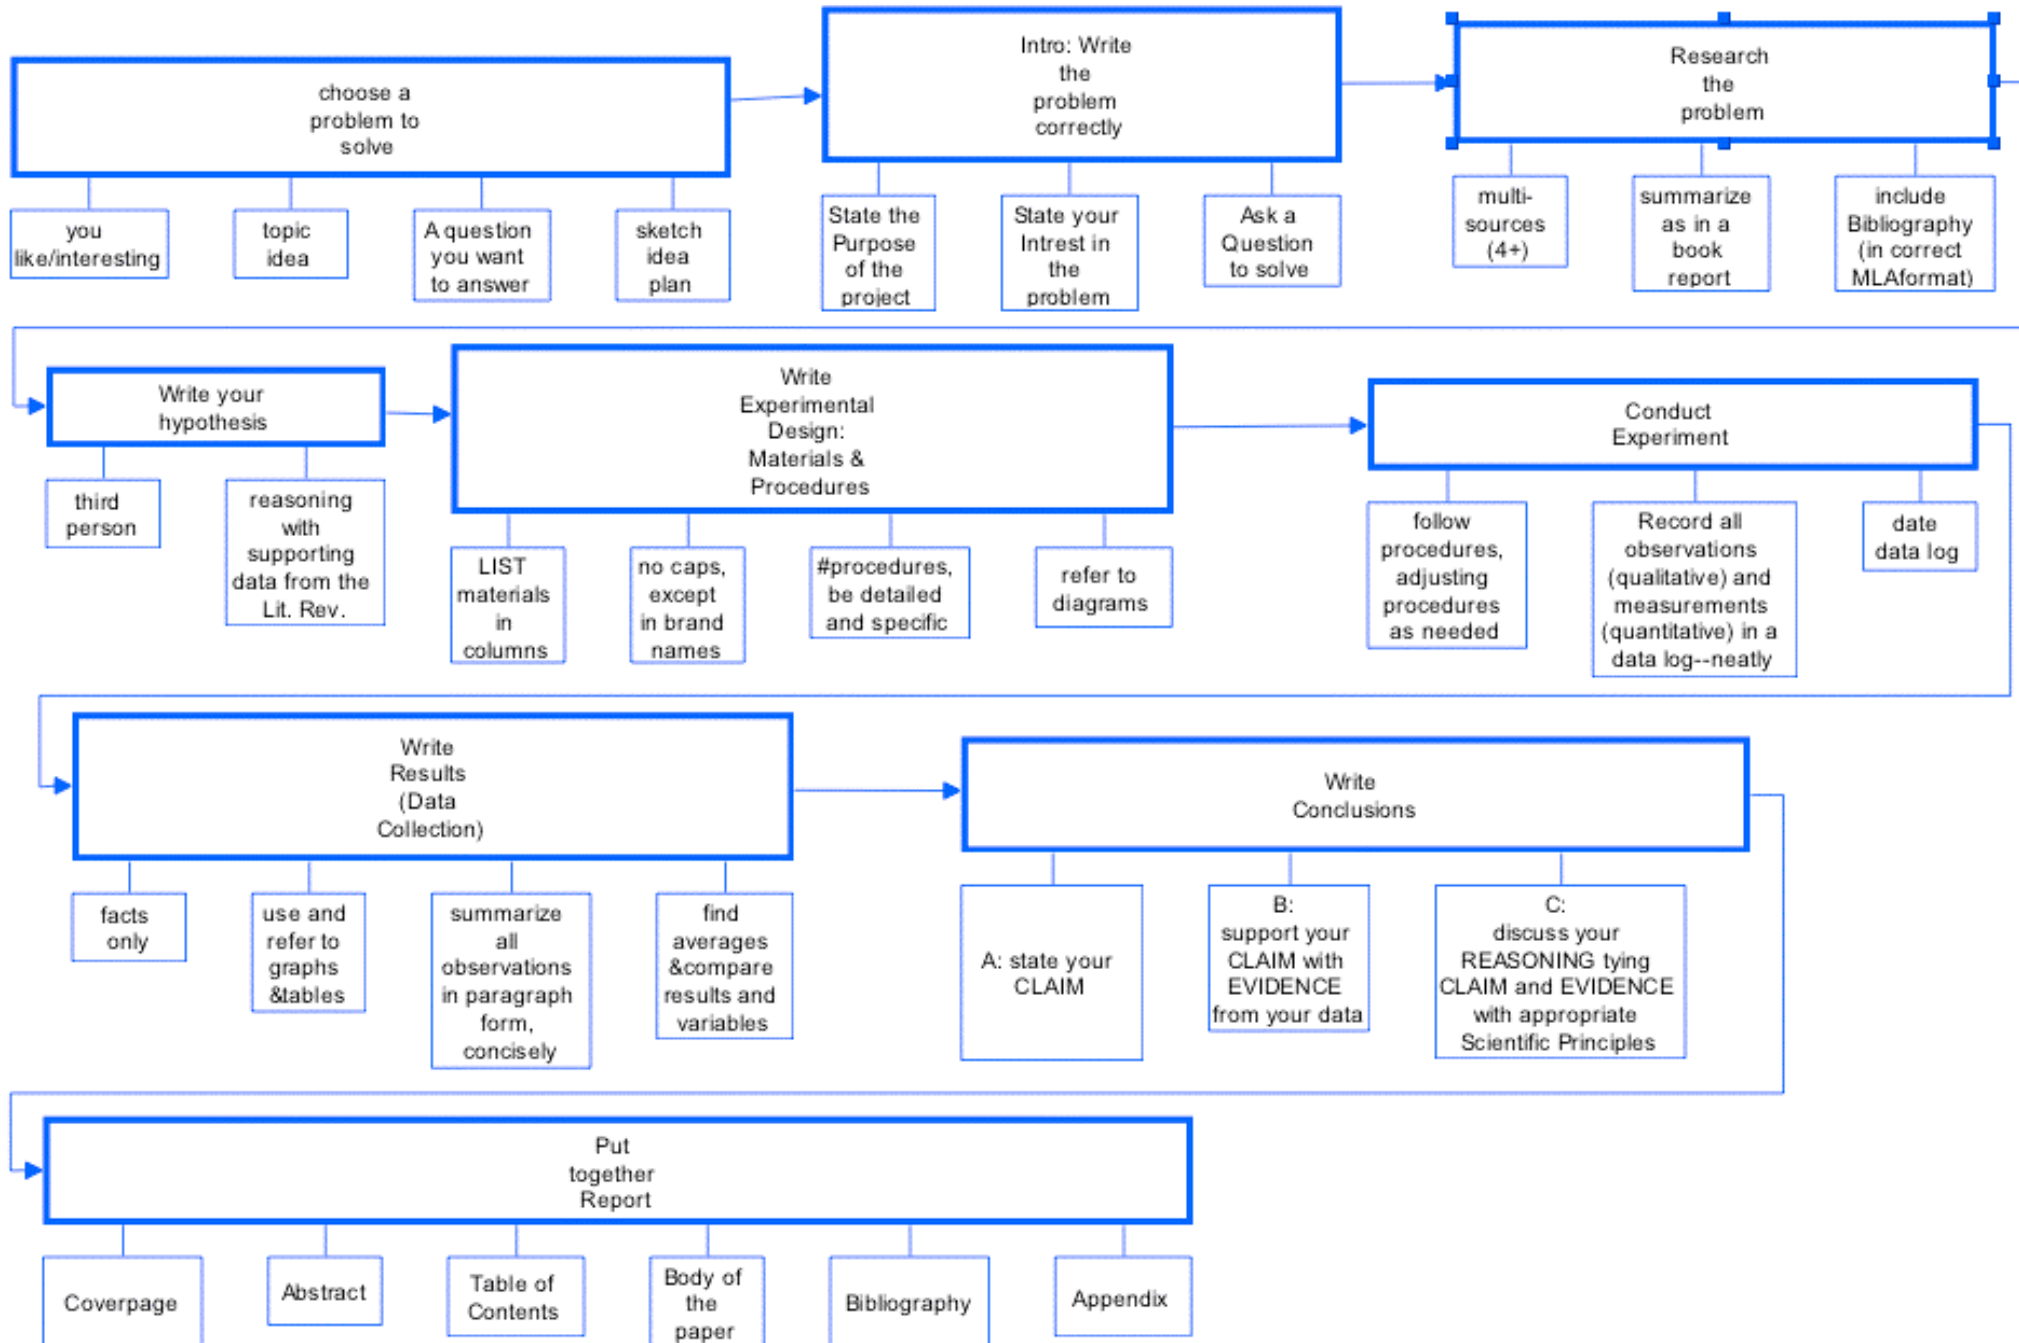 choose a
problem to
solve
you
like/interesting
topic
idea
A question
you want
to answer
sketch
idea
plan
Intro: Write
the
problem
correctly
State the
Purpose
of the
project
State your
Intrest in
the
problem
Ask a
Question
to solve
Research
the
problem
multi-
sources
(4+)
summarize
as in a
book
report
include
Bibliography
(in correct
MLAformat)
Write your
hypothesis
third
person
reasoning
with
supporting
data from the
Lit. Rev.
Write
Experimental
Design:
Materials &
Procedures
LIST
materials
in
columns
no caps,
except
in brand
names
#procedures,
be detailed
and specific
refer to
diagrams
Conduct
Experiment
follow
procedures,
adjusting
procedures
as needed
Record all
observations
(qualitative) and
measurements
(quantitative) in a
data log--neatly
date
data log
Write
Results
(Data
Collection)
facts
only
use and
refer to
graphs
&tables
summarize
all
observations
in paragraph
form,
concisely
find
averages
&compare
results and
variables
Write
Conclusions
A: state your
CLAIM
B:
support your
CLAIM with
EVIDENCE
from your data
C:
discuss your
REASONING tying
CLAIM and EVIDENCE
with appropriate
Scientific Principles
Put
together
Report
Coverpage
Abstract
Table of
Contents
Body of
the
paper
Bibliography
Appendix